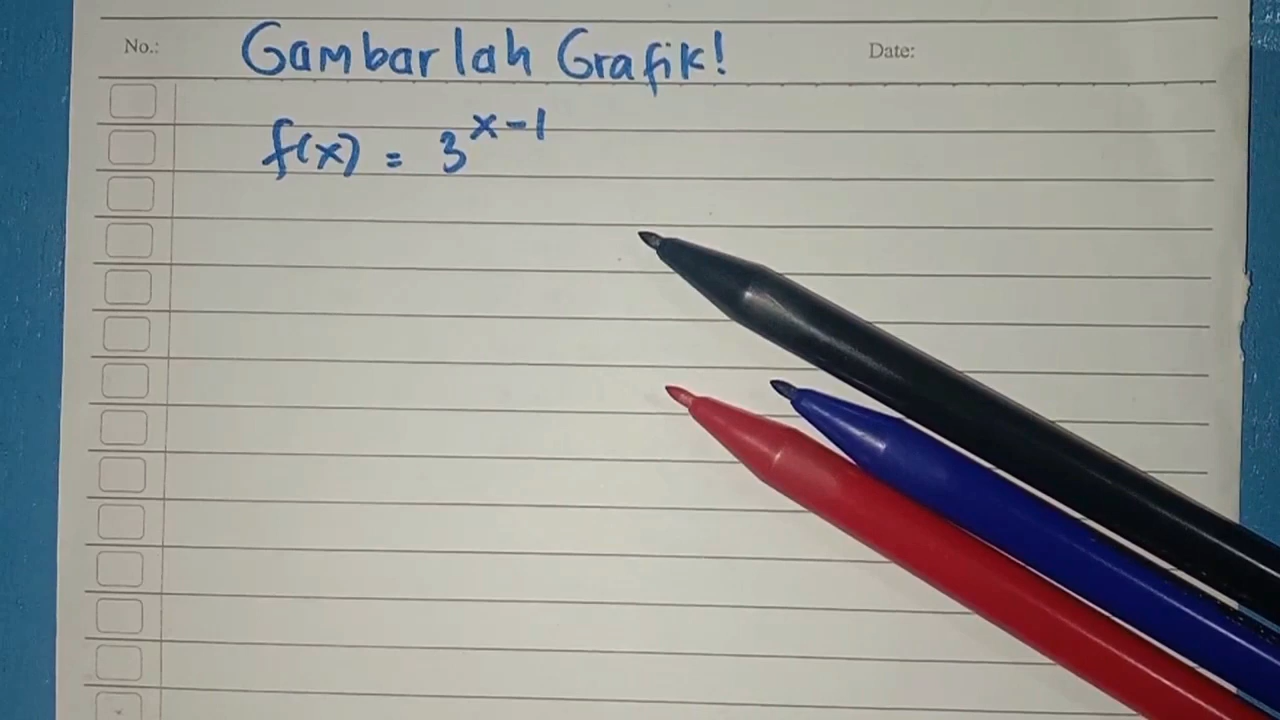 No.: Gambarlah Grafik! Date:
f(x) = 3^{x-1}